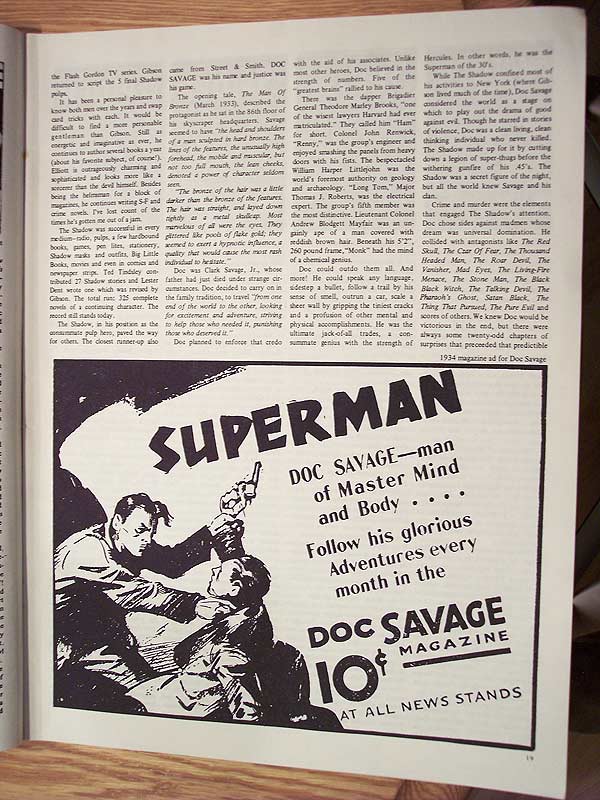 the Flash Gordon TV series. Gibson
returned to script the 5 final Shadow
pulps.
It has been a personal pleasure to
know both men over the years and swap
card tricks with each. It would be
difficult to find a more personable
gentleman than Gibson. Still as
energetic and imaginative as ever, he
continues to author several books a year
(about his favorite subject, of course!).
Elliott is outrageously charming and
sophisticated and looks more like a
sorcerer than the devil himself. Besides
being the helmsman for a block of
magazines, he continues writing S-F and
crime novels. I've lost count of the
times he's gotten me out of a jam.
The Shadow was successful in every
medium—radio, pulps, a few hardbound
books, games, pen lites, stationery,
Shadow masks and outfits, Big Little
Books, movies and even in comics and
newspaper strips. Ted Tindsley con-
tributed 27 Shadow stories and Lester
Dent wrote one which was revised by
Gibson. The total run: 325 complete
novels of a continuing character. The
record still stands today.
The Shadow, in his position as the
consummate pulp hero, paved the way
for others. The closest runner-up also
came from Street & Smith. DOC
SAVAGE was his name and justice was
his game.
The opening tale, The Man Of
Bronze (March 1933), described the
protagonist as he sat in the 86th floor of
his skyscraper headquarters. Savage
seemed to have "the head and shoulders
of a man sculpted in hard bronze. The
lines of the features, the unusually high
forehead, the mobile and muscular, but
not too full mouth, the lean cheeks,
denoted a power of character seldom
seen.
"The bronze of the hair was a little
darker than the bronze of the features.
The hair was straight, and layed down
tightly as a metal skullcap. Most
marvelous of all were the eyes. They
glittered like pools of flake gold; they
seemed to exert a hypnotic influence, a
quality that would cause the most rash
individual to hesitate."
Doc was Clark Savage, Jr., whose
father had just died under strange cir-
cumstances. Doc decided to carry on in
the family tradition, to travel "from one
end of the world to the other, looking
for excitement and adventure, striving
to help those who needed it, punishing
those who deserved it."
Doc planned to enforce that credo
with the aid of his associates. Unlike
most other heroes, Doc believed in the
strength of numbers. Five of the
"greatest brains" rallied to his cause.
There was the dapper Brigadier
General Theodore Marley Brooks, "one
of the wisest lawyers Harvard had ever
matriculated." They called him "Ham"
for short. Colonel John Renwick,
"Renny," was the group's engineer and
enjoyed smashing the panels from heavy
doors with his fists. The bespectacled
William Harper Littlejohn was the
world's foremost authority on geology
and archaeology. "Long Tom," Major
Thomas J. Roberts, was the electrical
expert. The group's fifth member was
the most distinctive. Lieutenant Colonel
Andrew Blodgett Mayfair was an un-
gainly ape of a man covered with
reddish brown hair. Beneath his 5'2",
260 pound frame, "Monk" had the mind
of a chemical genius.
Doc could outdo them all. And
more! He could speak any language,
sidestep a bullet, follow a trail by his
sense of smell, outrun a car, scale a
sheer wall by gripping the tiniest cracks
and a profusion of other mental and
physical accomplishments. He was the
ultimate jack-of-all trades, a con-
summate genius with the strength of
Hercules. In other words, he was the
Superman of the 30's.
While The Shadow confined most of
his activities to New York (where Gib-
son lived much of the time), Doc Savage
considered the world as a stage on
which to play out the drama of good
against evil. Though he starred in stories
of violence, Doc was a clean living, clean
thinking individual who never killed.
The Shadow made up for it by cutting
down a legion of super-thugs before the
withering gunfire of his .45's. The
Shadow was a secret figure of the night,
but all the world knew Savage and his
clan.
Crime and murder were the elements
that engaged The Shadow's attention.
Doc chose sides against madmen whose
dream was universal domination. He
collided with antagonists like The Red
Skull, The Czar Of Fear, The Thousand
Headed Man, The Roar Devil, The
Vanisher, Mad Eyes, The Living-Fire
Menace, The Stone Man, The Black
Black Witch, The Talking Devil, The
Pharaoh's Ghost, Satan Black, The
Thing That Pursued, The Pure Evil and
scores of others. We knew Doc would be
victorious in the end, but there were
always some twenty-odd chapters of
surprises that preceeded that predictible
1934 magazine ad for Doc Savage
SUPERMAN
DOC SAVAGE—man
of Master Mind
and Body . . . .
Follow his glorious
Adventures every
month in the
DOC SAVAGE
MAGAZINE
10¢
AT ALL NEWS STANDS
19